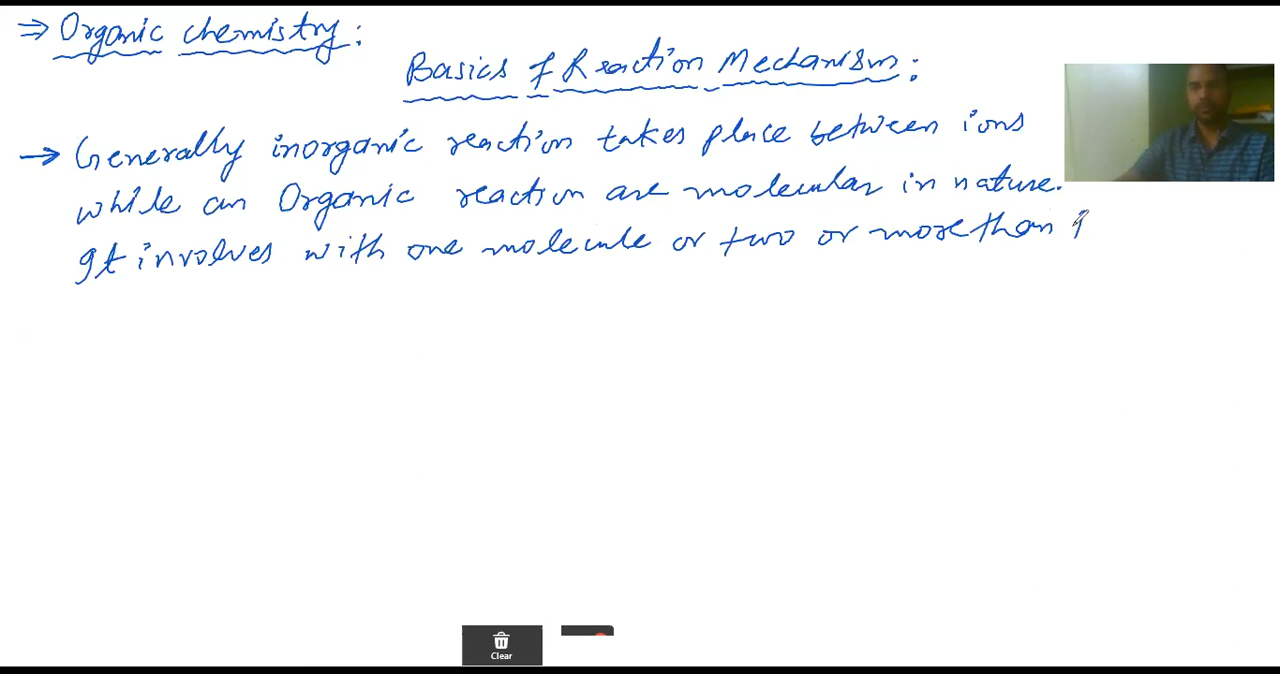 ⇒ Organic chemistry:
Basics of Reaction Mechanism:
→ Generally inorganic reaction takes place between ions
while an Organic reaction are molecular in nature.
It involves with one molecule or two or more than
Clear